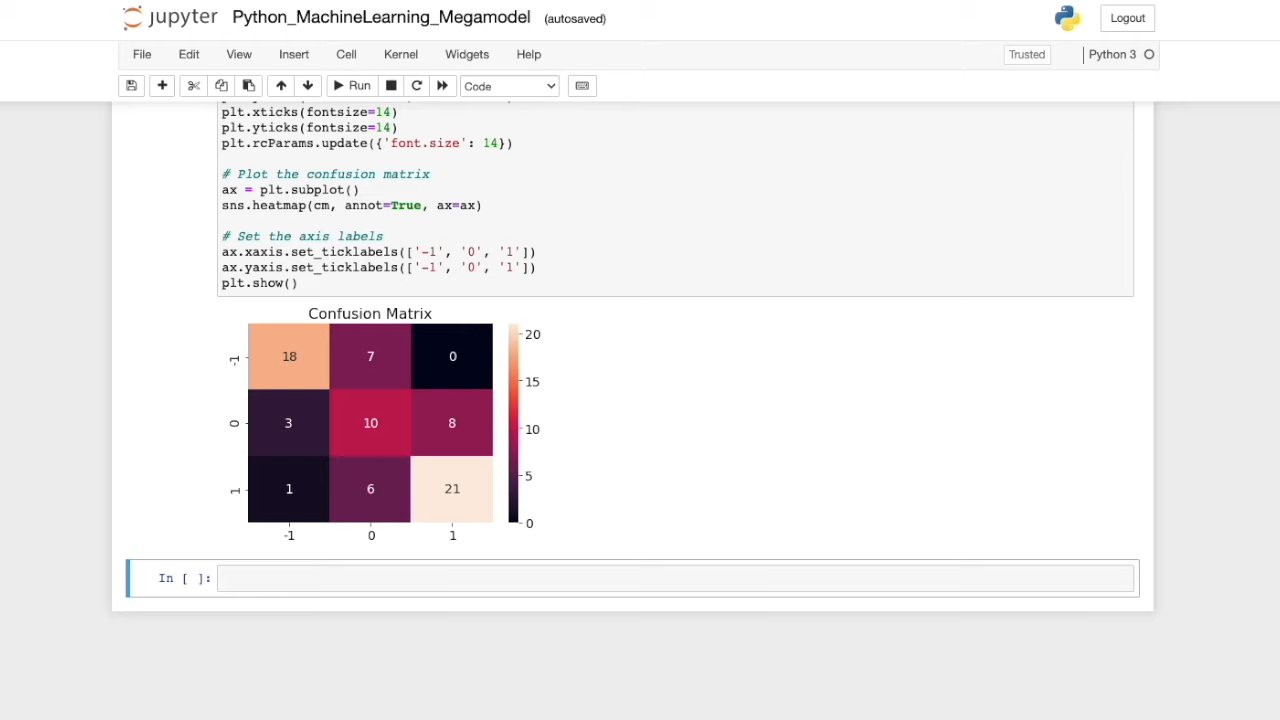 jupyter Python_MachineLearning_Megamodel (autosaved) Logout
File Edit View Insert Cell Kernel Widgets Help Trusted Python 3
Run Code
plt.xticks(fontsize=14)
plt.yticks(fontsize=14)
plt.rcParams.update({'font.size': 14})
# Plot the confusion matrix
ax = plt.subplot()
sns.heatmap(cm, annot=True, ax=ax)
# Set the axis labels
ax.xaxis.set_ticklabels(['-1', '0', '1'])
ax.yaxis.set_ticklabels(['-1', '0', '1'])
plt.show()
Confusion Matrix
-1 18 7 0
0 3 10 8
1 1 6 21
-1 0 1
20
15
10
5
0
In [ ]: